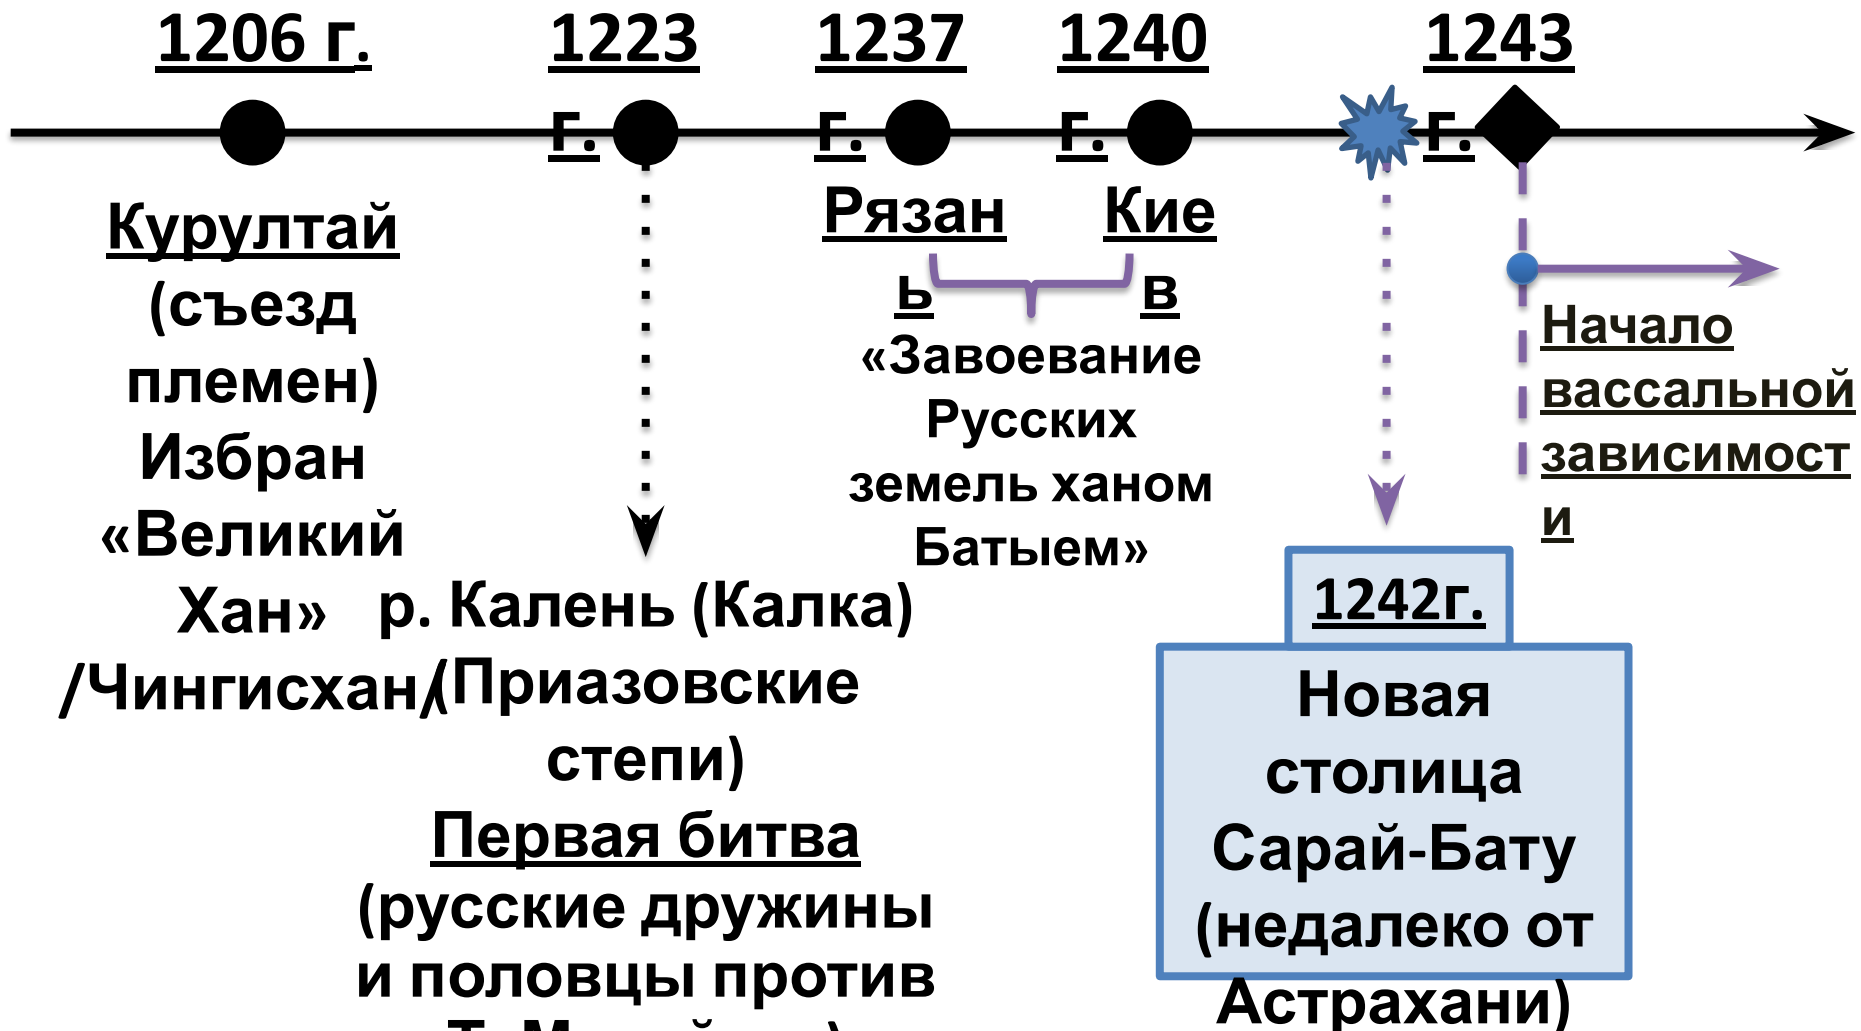 1206 г.
1223
г.
1237
г.
1240
г.
1243
г.
Курултай
(съезд
племен)
Избран
«Великий
Хан»
/Чингисхан/
р. Калень (Калка)
(Приазовские
степи)
Первая битва
(русские дружины
и половцы против
Рязан
ь
Кие
в
«Завоевание
Русских
земель ханом
Батыем»
1242г.
Новая
столица
Сарай-Бату
(недалеко от
Астрахани)
Начало
вассальной
зависимост
и